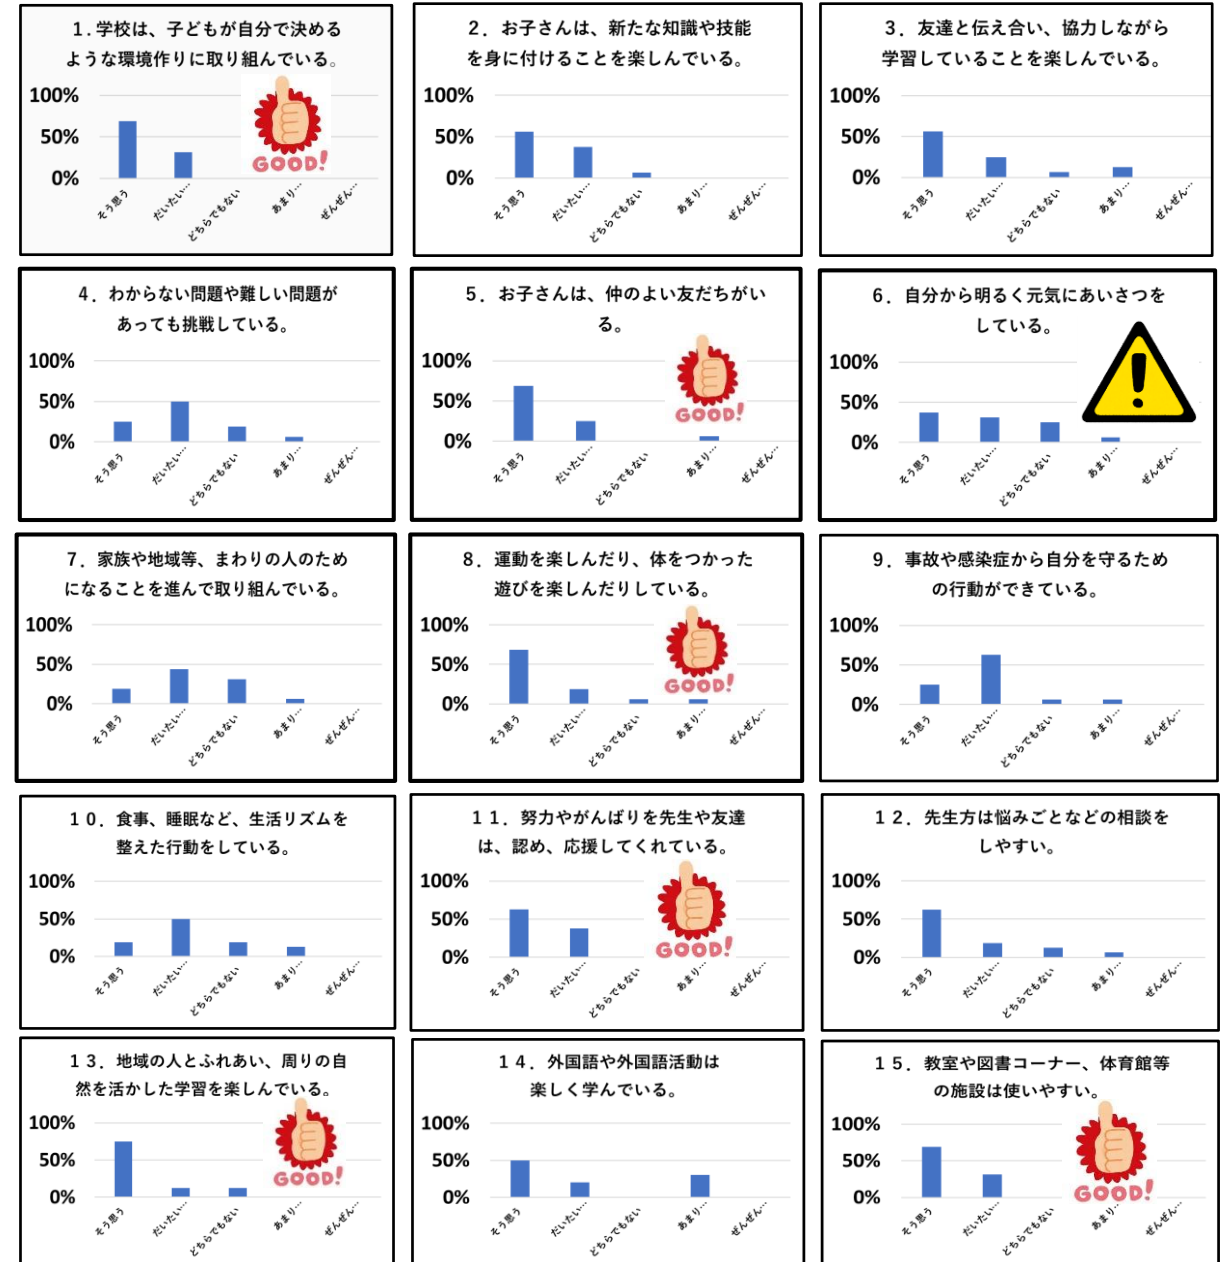 1.学校は、子どもが自分で決める
ような環境作りに取り組んでいる。
100%
50%
0%
GOOD!
そう思う
だいたい…
どちらでもない
あまり…
ぜんぜん…
2．お子さんは、新たな知識や技能
を身に付けることを楽しんでいる。
100%
50%
0%
そう思う
だいたい…
どちらでもない
あまり…
ぜんぜん…
3．友達と伝え合い、協力しながら
学習していることを楽しんでいる。
100%
50%
0%
そう思う
だいたい…
どちらでもない
あまり…
ぜんぜん…
4．わからない問題や難しい問題が
あっても挑戦している。
100%
50%
0%
そう思う
だいたい…
どちらでもない
あまり…
ぜんぜん…
5．お子さんは、仲のよい友だちがい
る。
100%
50%
0%
GOOD!
そう思う
だいたい…
どちらでもない
あまり…
ぜんぜん…
6．自分から明るく元気にあいさつを
している。
100%
50%
0%
!
そう思う
だいたい…
どちらでもない
あまり…
ぜんぜん…
7．家族や地域等、まわりの人のため
になることを進んで取り組んでいる。
100%
50%
0%
そう思う
だいたい…
どちらでもない
あまり…
ぜんぜん…
8．運動を楽しんだり、体をつかった
遊びを楽しんだりしている。
100%
50%
0%
GOOD!
そう思う
だいたい…
どちらでもない
あまり…
ぜんぜん…
9．事故や感染症から自分を守るため
の行動ができている。
100%
50%
0%
そう思う
だいたい…
どちらでもない
あまり…
ぜんぜん…
１０．食事、睡眠など、生活リズムを
整えた行動をしている。
100%
50%
0%
そう思う
だいたい…
どちらでもない
あまり…
ぜんぜん…
１１．努力やがんばりを先生や友達
は、認め、応援してくれている。
100%
50%
0%
GOOD!
そう思う
だいたい…
どちらでもない
あまり…
ぜんぜん…
１２．先生方は悩みごとなどの相談を
しやすい。
100%
50%
0%
そう思う
だいたい…
どちらでもない
あまり…
ぜんぜん…
１３．地域の人とふれあい、周りの自
然を活かした学習を楽しんでいる。
100%
50%
0%
GOOD!
そう思う
だいたい…
どちらでもない
あまり…
ぜんぜん…
１４．外国語や外国語活動は
楽しく学んでいる。
100%
50%
0%
そう思う
だいたい…
どちらでもない
あまり…
ぜんぜん…
１５．教室や図書コーナー、体育館等
の施設は使いやすい。
100%
50%
0%
GOOD!
そう思う
だいたい…
どちらでもない
あまり…
ぜんぜん…